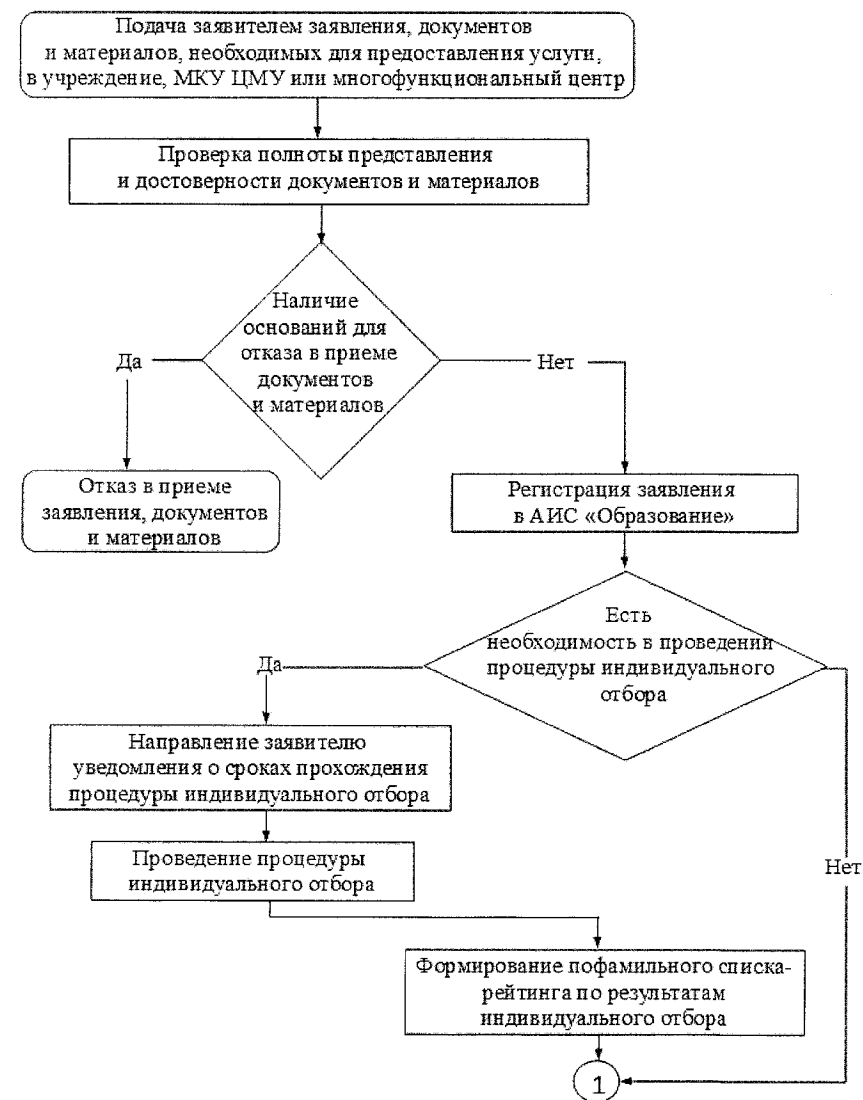 Подача заявителем заявления, документов
и материалов, необходимых для предоставления услуги,
в учреждение, МКУ ЦМУ или многофункциональный центр
Проверка полноты представления
и достоверности документов и материалов
Наличие
оснований для
отказа в приеме
документов
и материалов
Да
Нет
Отказ в приеме
заявления, документов
и материалов
Регистрация заявления
в АИС «Образование»
Есть
необходимость в проведении
процедуры индивидуального
отбора
Да
Направление заявителю
уведомления о сроках прохождения
процедуры индивидуального отбора
Проведение процедуры
индивидуального отбора
Нет
Формирование пофамильного списка-
рейтинга по результатам
индивидуального отбора
1